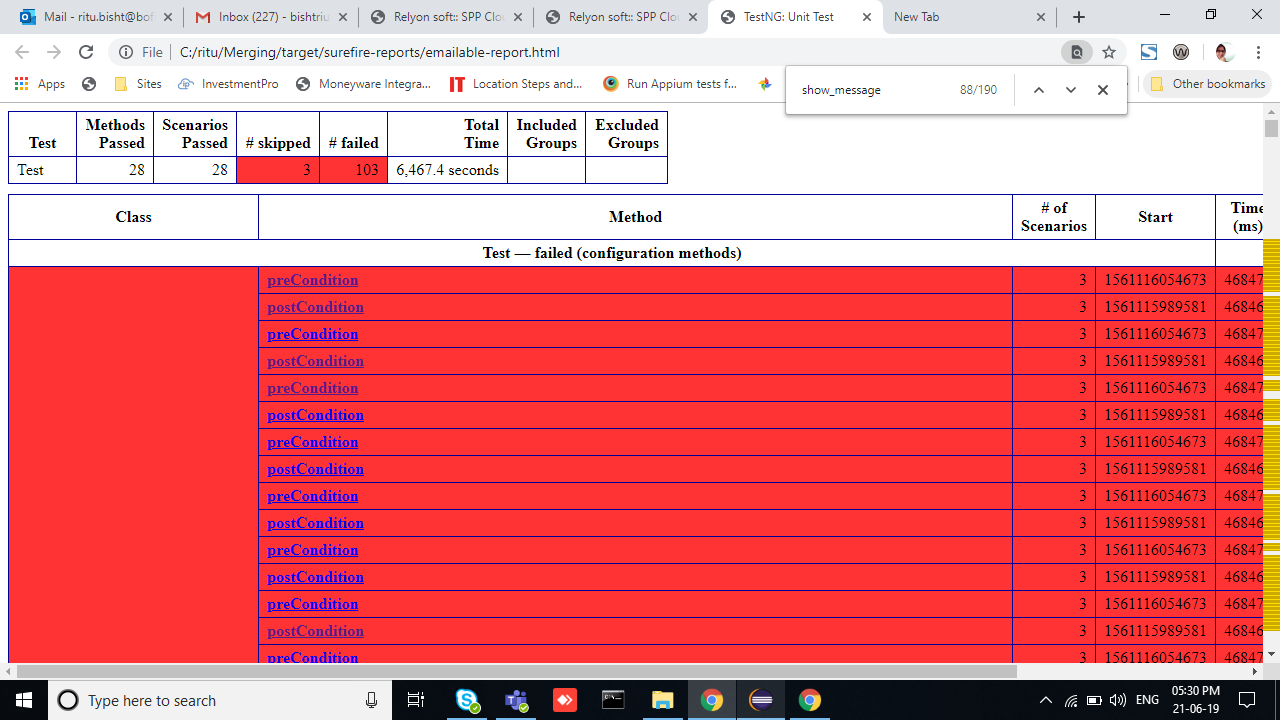 Mail - ritu.bisht@bof
Inbox (227) - bishtriu
Relyon soft:: SPP Clou
Relyon soft:: SPP Clou
TestNG: Unit Test
New Tab
File
C:/ritu/Merging/target/surefire-reports/emailable-report.html
Apps
Sites
InvestmentPro
Moneyware Integra...
Location Steps and...
Run Appium tests f...
Other bookmarks
show_message 88/190
Test Methods Passed Scenarios Passed # skipped # failed Total Time Included Groups Excluded Groups
Test 28 28 3 103 6,467.4 seconds
Class Method # of Scenarios Start Time (ms)
Test — failed (configuration methods)
preCondition 3 1561116054673 46847
postCondition 3 1561115989581 46846
preCondition 3 1561116054673 46847
postCondition 3 1561115989581 46846
preCondition 3 1561116054673 46847
postCondition 3 1561115989581 46846
preCondition 3 1561116054673 46847
postCondition 3 1561115989581 46846
preCondition 3 1561116054673 46847
postCondition 3 1561115989581 46846
preCondition 3 1561116054673 46847
postCondition 3 1561115989581 46846
preCondition 3 1561116054673 46847
postCondition 3 1561115989581 46846
preCondition 3 1561116054673 46847
Type here to search
ENG
05:30 PM
21-06-19